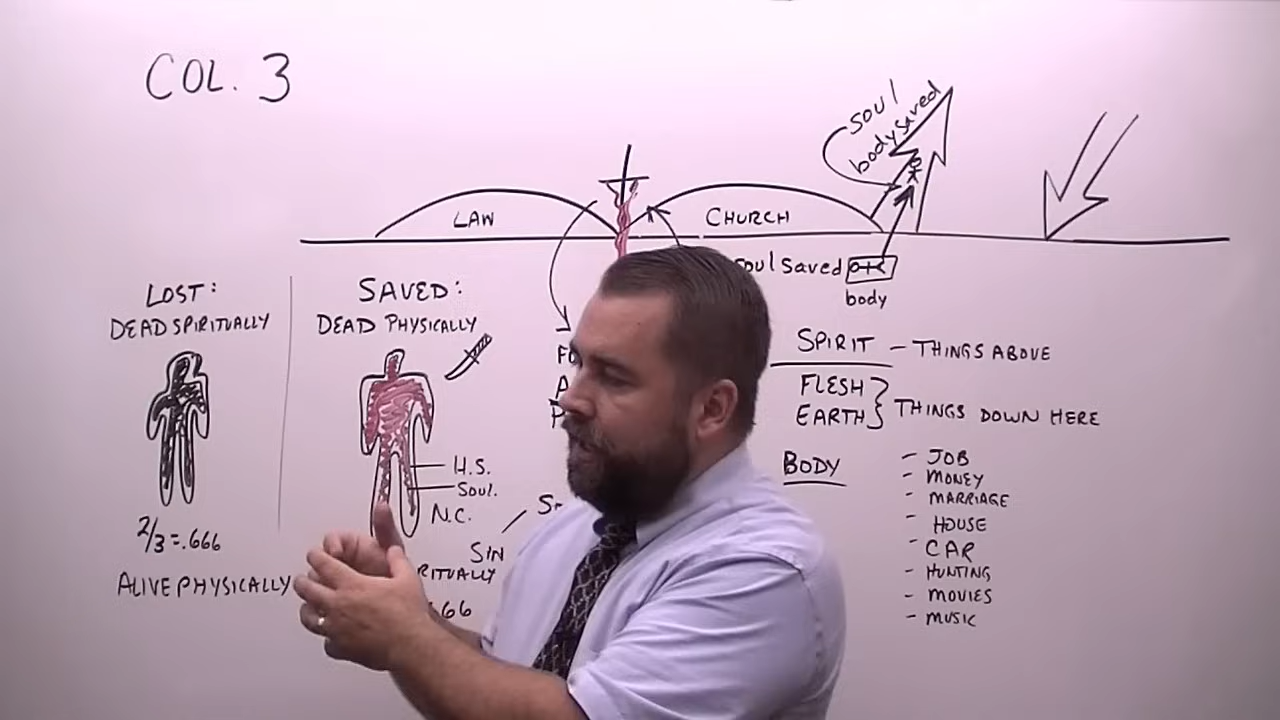 COL. 3
soul
body saved
LAW
CHURCH
soul saved
body
LOST:
DEAD SPIRITUALLY
2/3 = .666
ALIVE PHYSICALLY
SAVED:
DEAD PHYSICALLY
H.S.
Soul.
N.C.
SIN
SPIRIT – THINGS ABOVE
FLESH
EARTH
THINGS DOWN HERE
BODY
- JOB
- MONEY
- MARRIAGE
- HOUSE
- CAR
- HUNTING
- MOVIES
- MUSIC